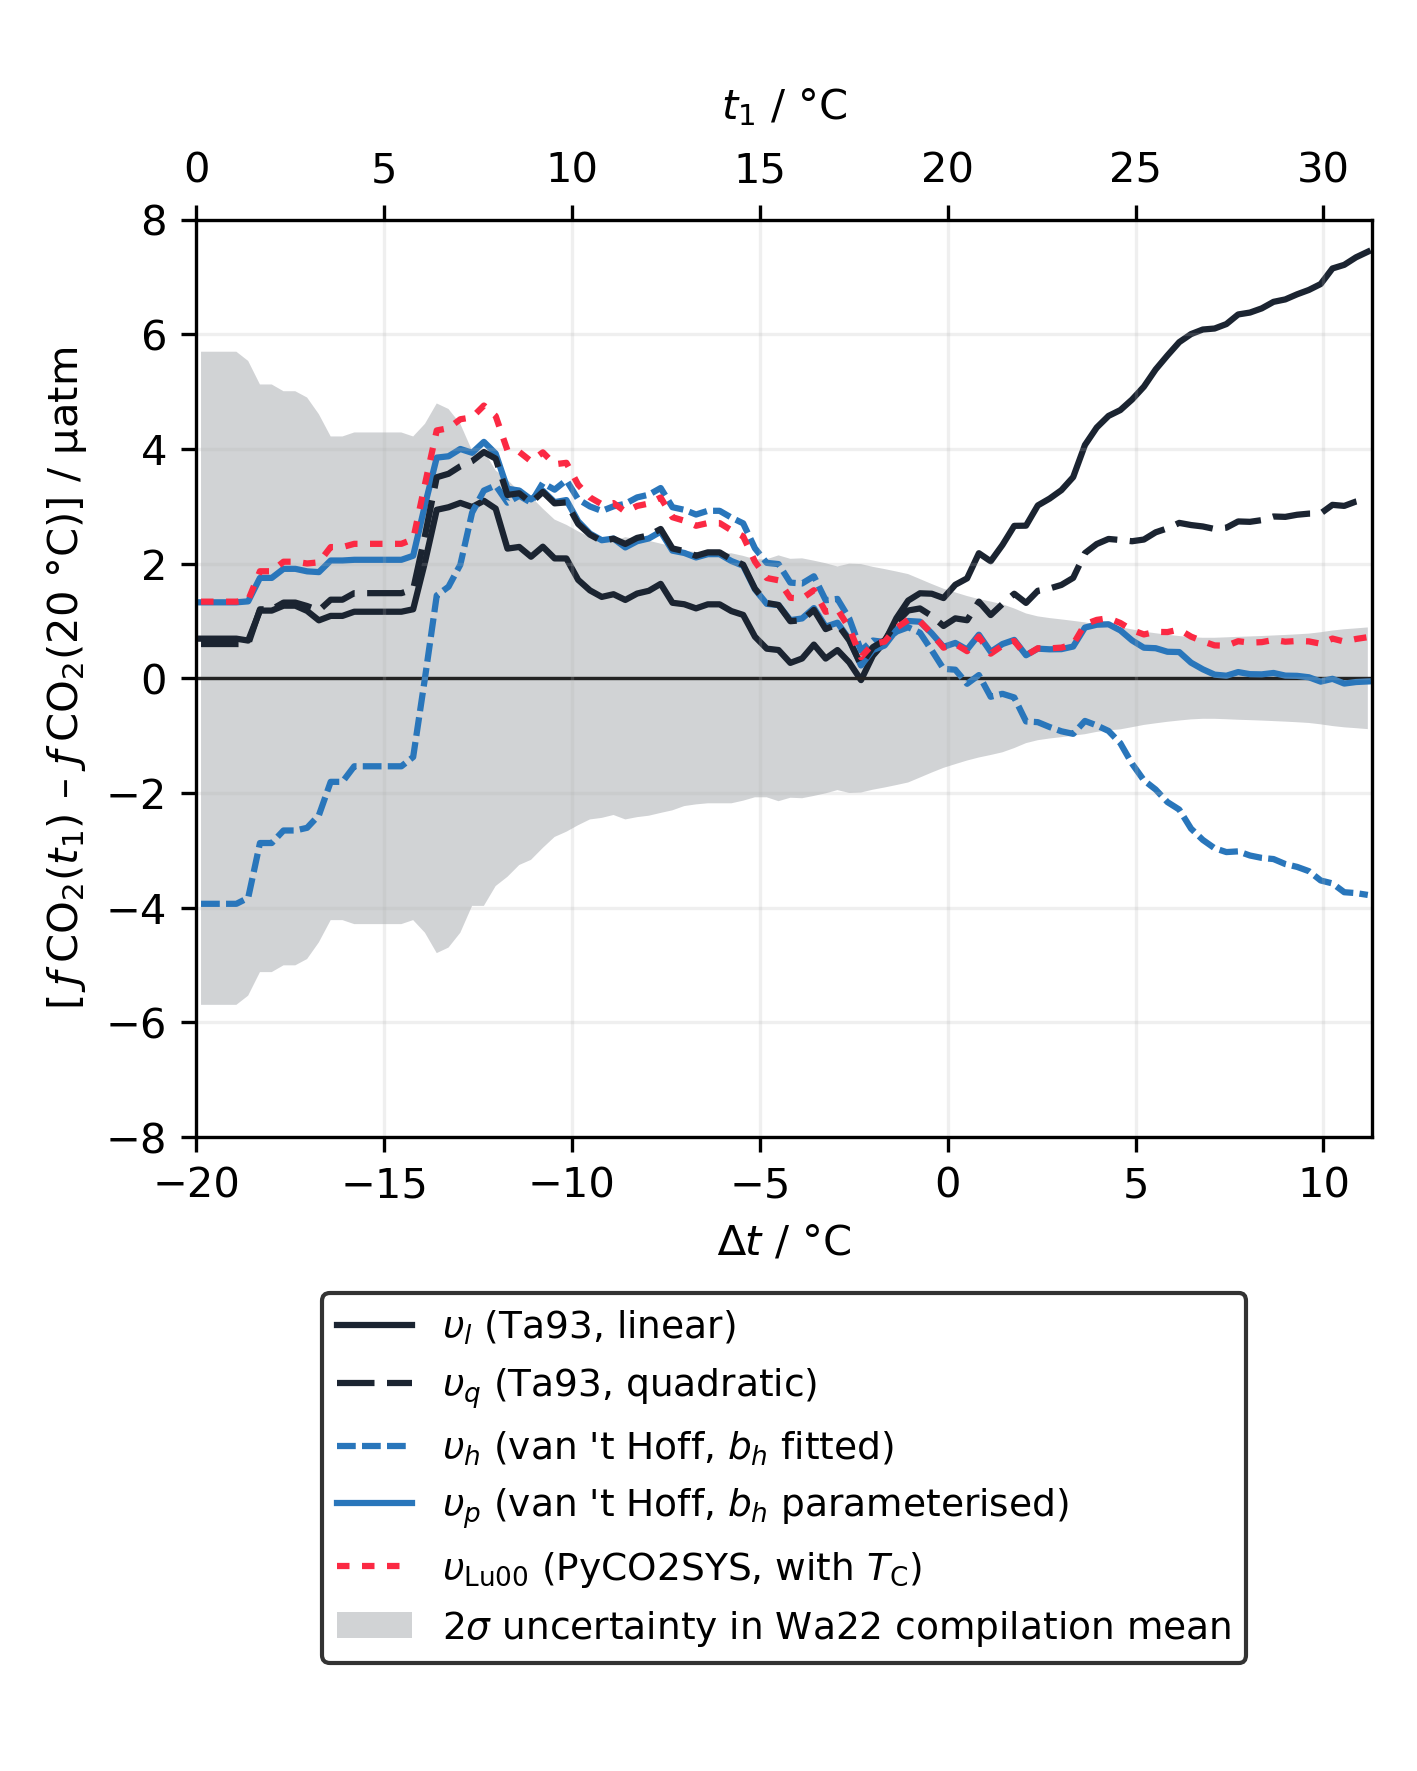 t₁ / °C
0 5 10 15 20 25 30
[fCO₂(t₁) – fCO₂(20 °C)] / µatm
8
6
4
2
0
−2
−4
−6
−8
−20 −15 −10 −5 0 5 10
Δt / °C
υₗ (Ta93, linear)
υ_q (Ta93, quadratic)
υₕ (van 't Hoff, bₕ fitted)
υₚ (van 't Hoff, bₕ parameterised)
υ_Lu00 (PyCO2SYS, with T_C)
2σ uncertainty in Wa22 compilation mean